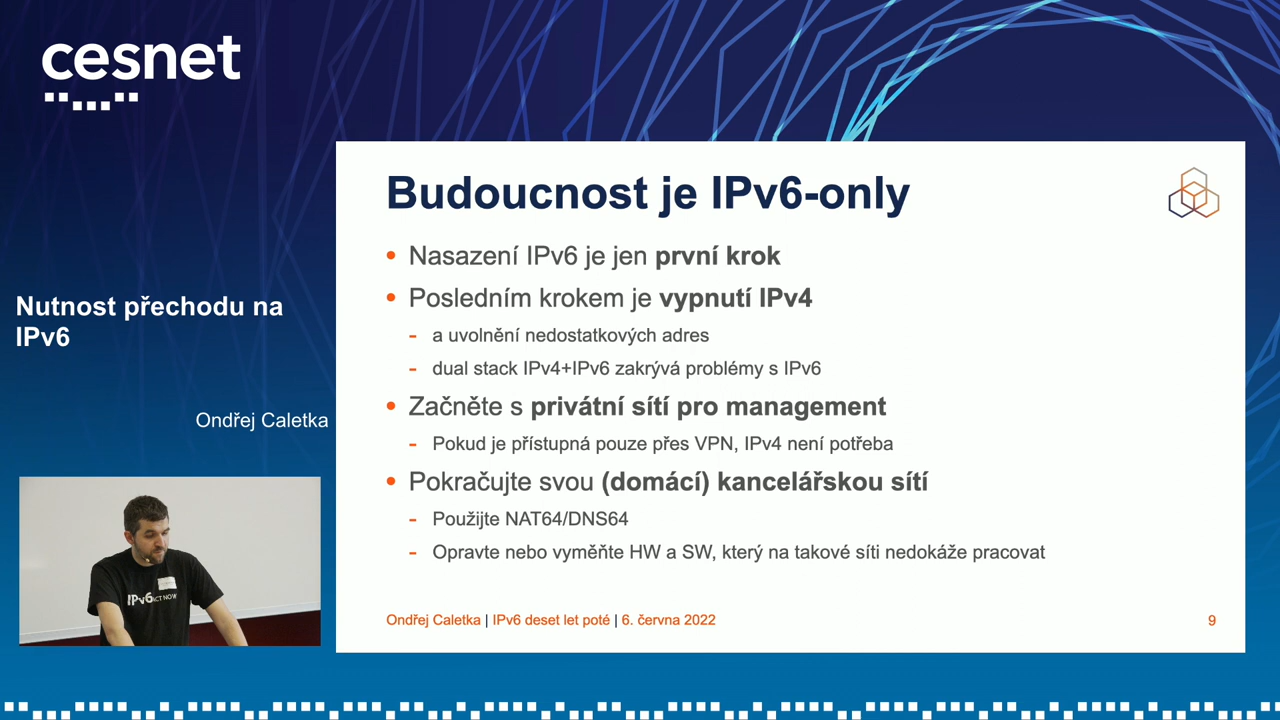 cesnet
Budoucnost je IPv6-only
• Nasazení IPv6 je jen první krok
• Posledním krokem je vypnutí IPv4
- a uvolnění nedostatkových adres
- dual stack IPv4+IPv6 zakrývá problémy s IPv6
• Začněte s privátní sítí pro management
- Pokud je přístupná pouze přes VPN, IPv4 není potřeba
• Pokračujte svou (domácí) kancelářskou sítí
- Použijte NAT64/DNS64
- Opravte nebo vyměňte HW a SW, který na takové síti nedokáže pracovat
Ondřej Caletka | IPv6 deset let poté | 6. června 2022
9
Nutnost přechodu na
IPv6
Ondřej Caletka
IPv6 ACT NOW